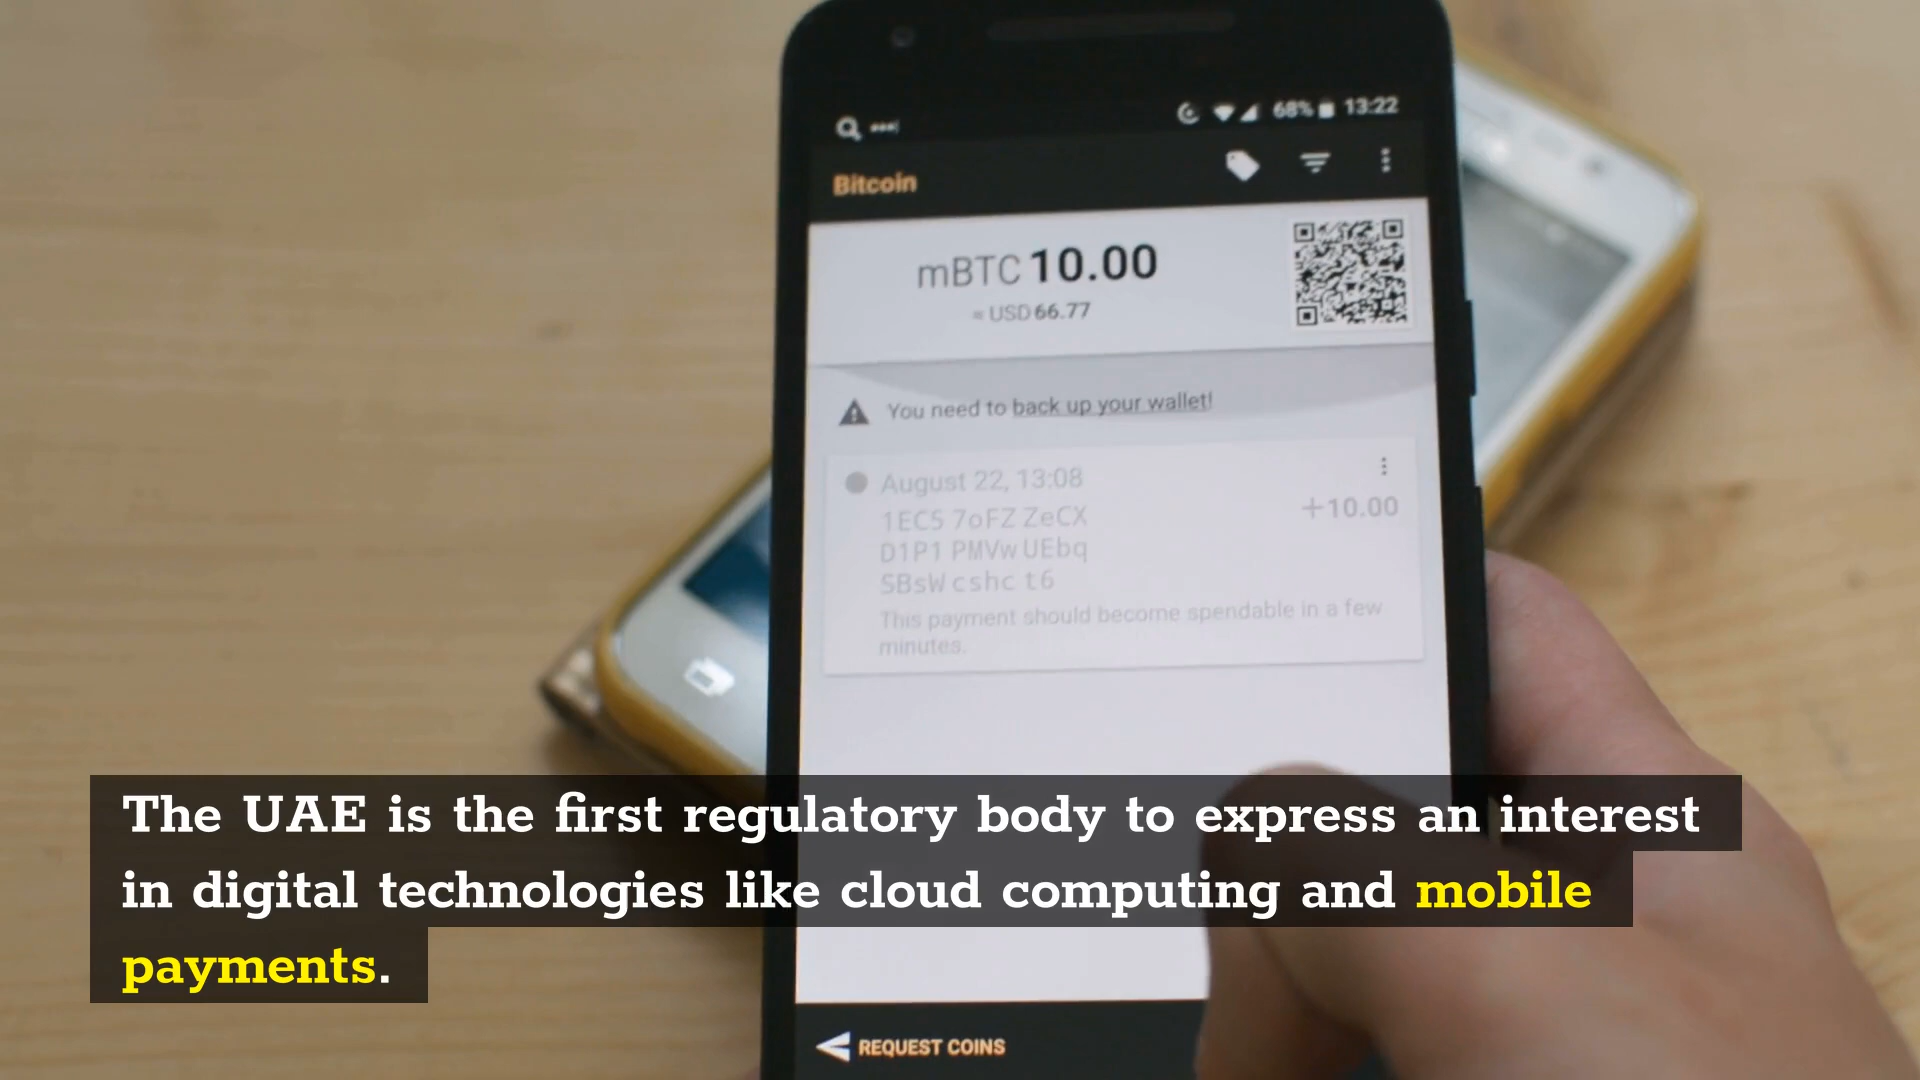 68% 13:22
Bitcoin
mBTC 10.00
≈ USD 66.77
You need to back up your wallet!
August 22, 13:08
+10.00
1EC5 7oFZ ZeCX
D1P1 PMVw UEbq
SBsW cshc t6
This payment should become spendable in a few
minutes.
The UAE is the first regulatory body to express an interest
in digital technologies like cloud computing and mobile
payments.
REQUEST COINS